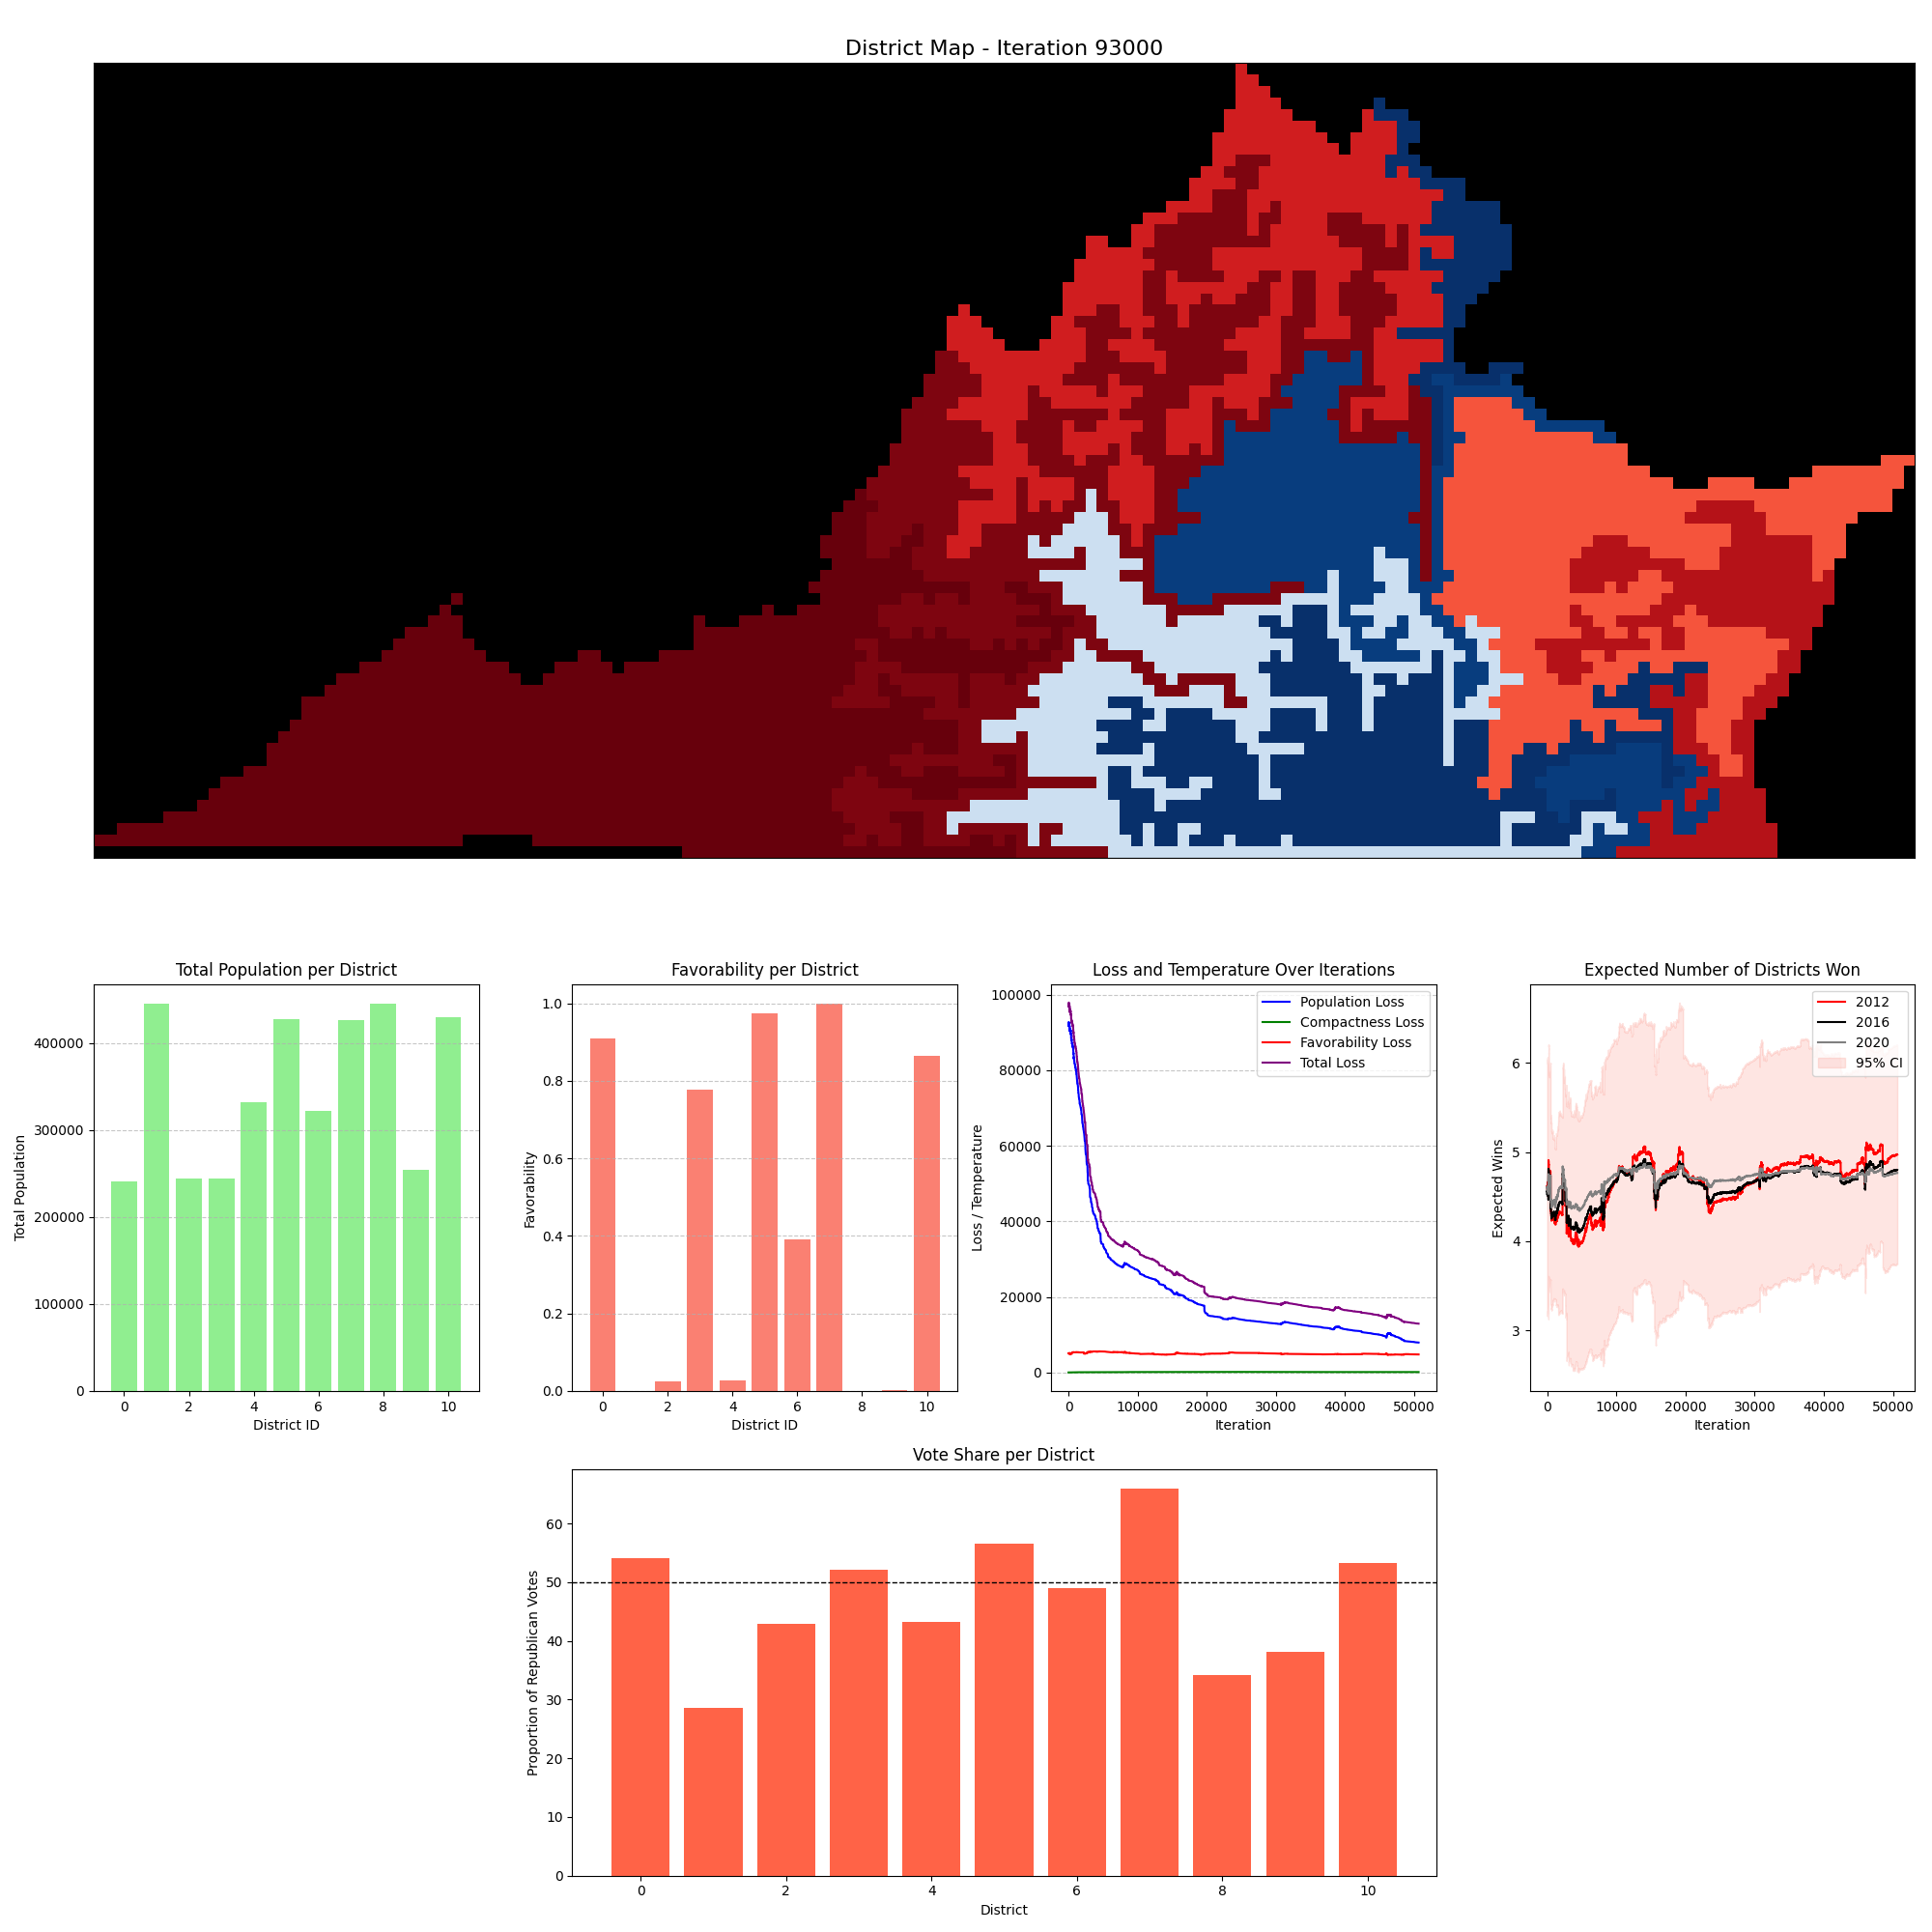 District Map - Iteration 93000
Total Population per District
Total Population
400000
300000
200000
100000
0
0 2 4 6 8 10
District ID
Favorability per District
Favorability
1.0
0.8
0.6
0.4
0.2
0.0
0 2 4 6 8 10
District ID
Loss and Temperature Over Iterations
Loss / Temperature
100000
80000
60000
40000
20000
0
Population Loss
Compactness Loss
Favorability Loss
Total Loss
0 10000 20000 30000 40000 50000
Iteration
Expected Number of Districts Won
Expected Wins
6
5
4
3
2012
2016
2020
95% CI
0 10000 20000 30000 40000 50000
Iteration
Vote Share per District
Proportion of Republican Votes
60
50
40
30
20
10
0
0 2 4 6 8 10
District